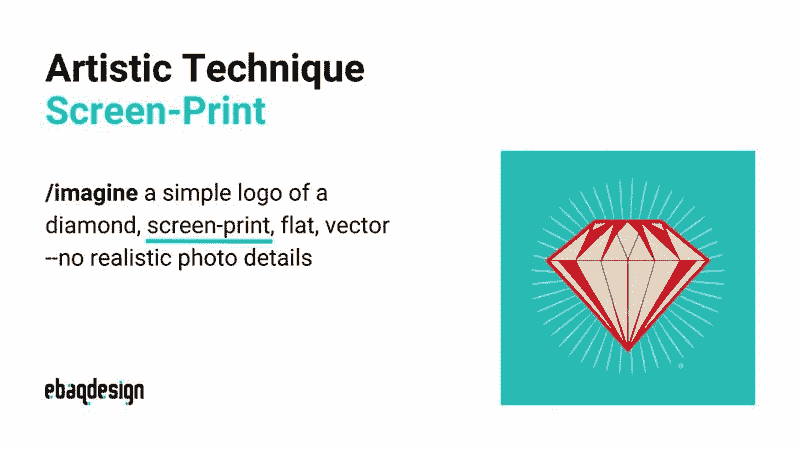 Artistic Technique
Screen-Print
/imagine a simple logo of a
diamond, screen-print, flat, vector
--no realistic photo details
ebaqdesign